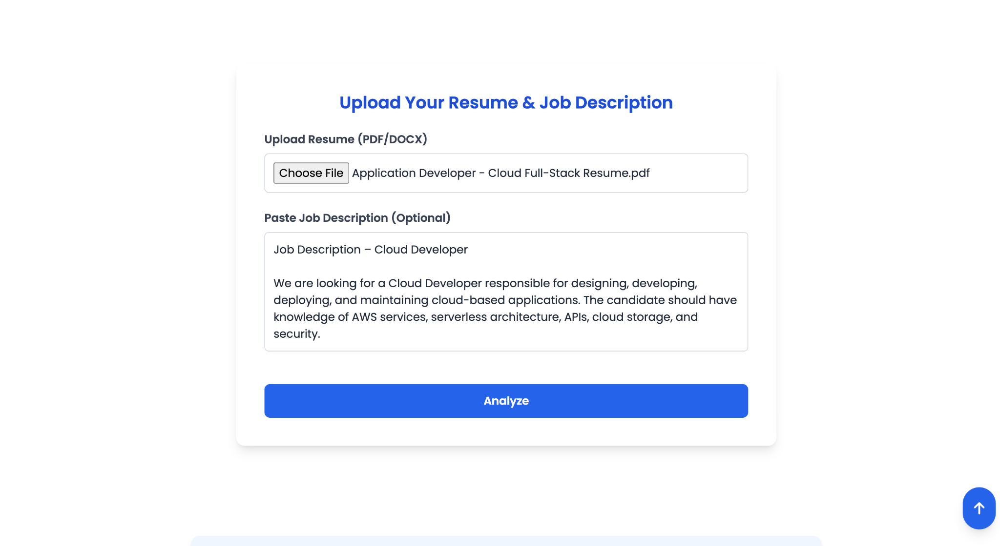 Upload Your Resume & Job Description
Upload Resume (PDF/DOCX)
Choose File Application Developer - Cloud Full-Stack Resume.pdf
Paste Job Description (Optional)
Job Description – Cloud Developer
We are looking for a Cloud Developer responsible for designing, developing,
deploying, and maintaining cloud-based applications. The candidate should have
knowledge of AWS services, serverless architecture, APIs, cloud storage, and
security.
Analyze